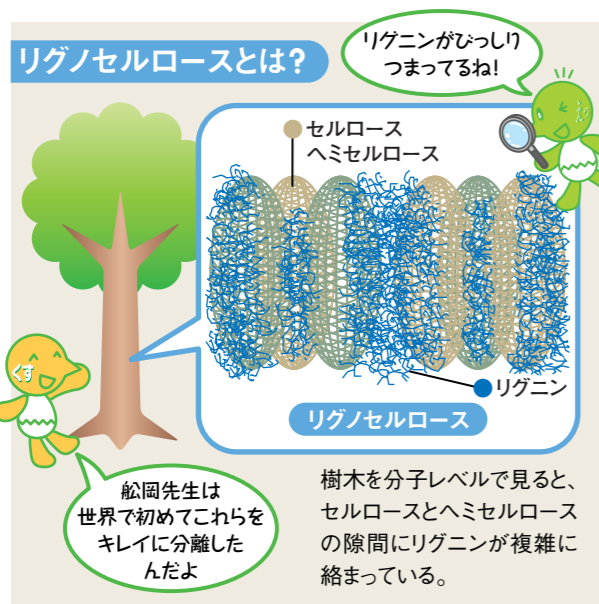 リグノセルロースとは?
リグニンがびっしり
つまってるね!
セルロース
ヘミセルロース
リグニン
リグノセルロース
くす
舩岡先生は
世界で初めてこれらを
キレイに分離した
んだよ
樹木を分子レベルで見ると、
セルロースとヘミセルロース
の隙間にリグニンが複雑に
絡まっている。